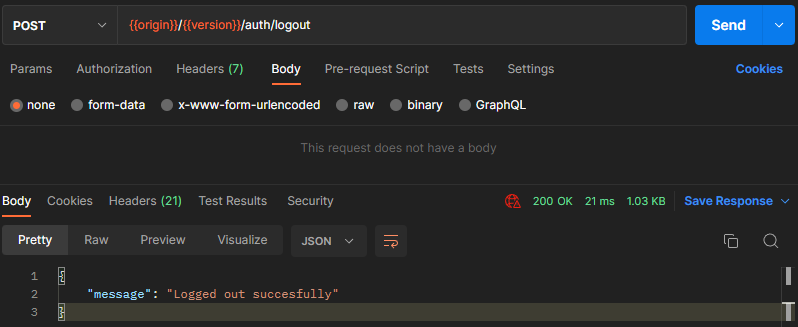 POST {{origin}}/{{version}}/auth/logout Send
Params Authorization Headers (7) Body Pre-request Script Tests Settings Cookies
none form-data x-www-form-urlencoded raw binary GraphQL
This request does not have a body
Body Cookies Headers (21) Test Results Security 200 OK 21 ms 1.03 KB Save Response
Pretty Raw Preview Visualize JSON
1 {
2 "message": "Logged out succesfully"
3 }